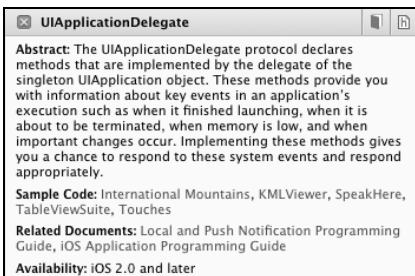 UIApplicationDelegate
Abstract: The UIApplicationDelegate protocol declares
methods that are implemented by the delegate of the
singleton UIApplication object. These methods provide you
with information about key events in an application's
execution such as when it finished launching, when it is
about to be terminated, when memory is low, and when
important changes occur. Implementing these methods gives
you a chance to respond to these system events and respond
appropriately.
Sample Code: International Mountains, KMLViewer, SpeakHere,
TableViewSuite, Touches
Related Documents: Local and Push Notification Programming
Guide, iOS Application Programming Guide
Availability: iOS 2.0 and later